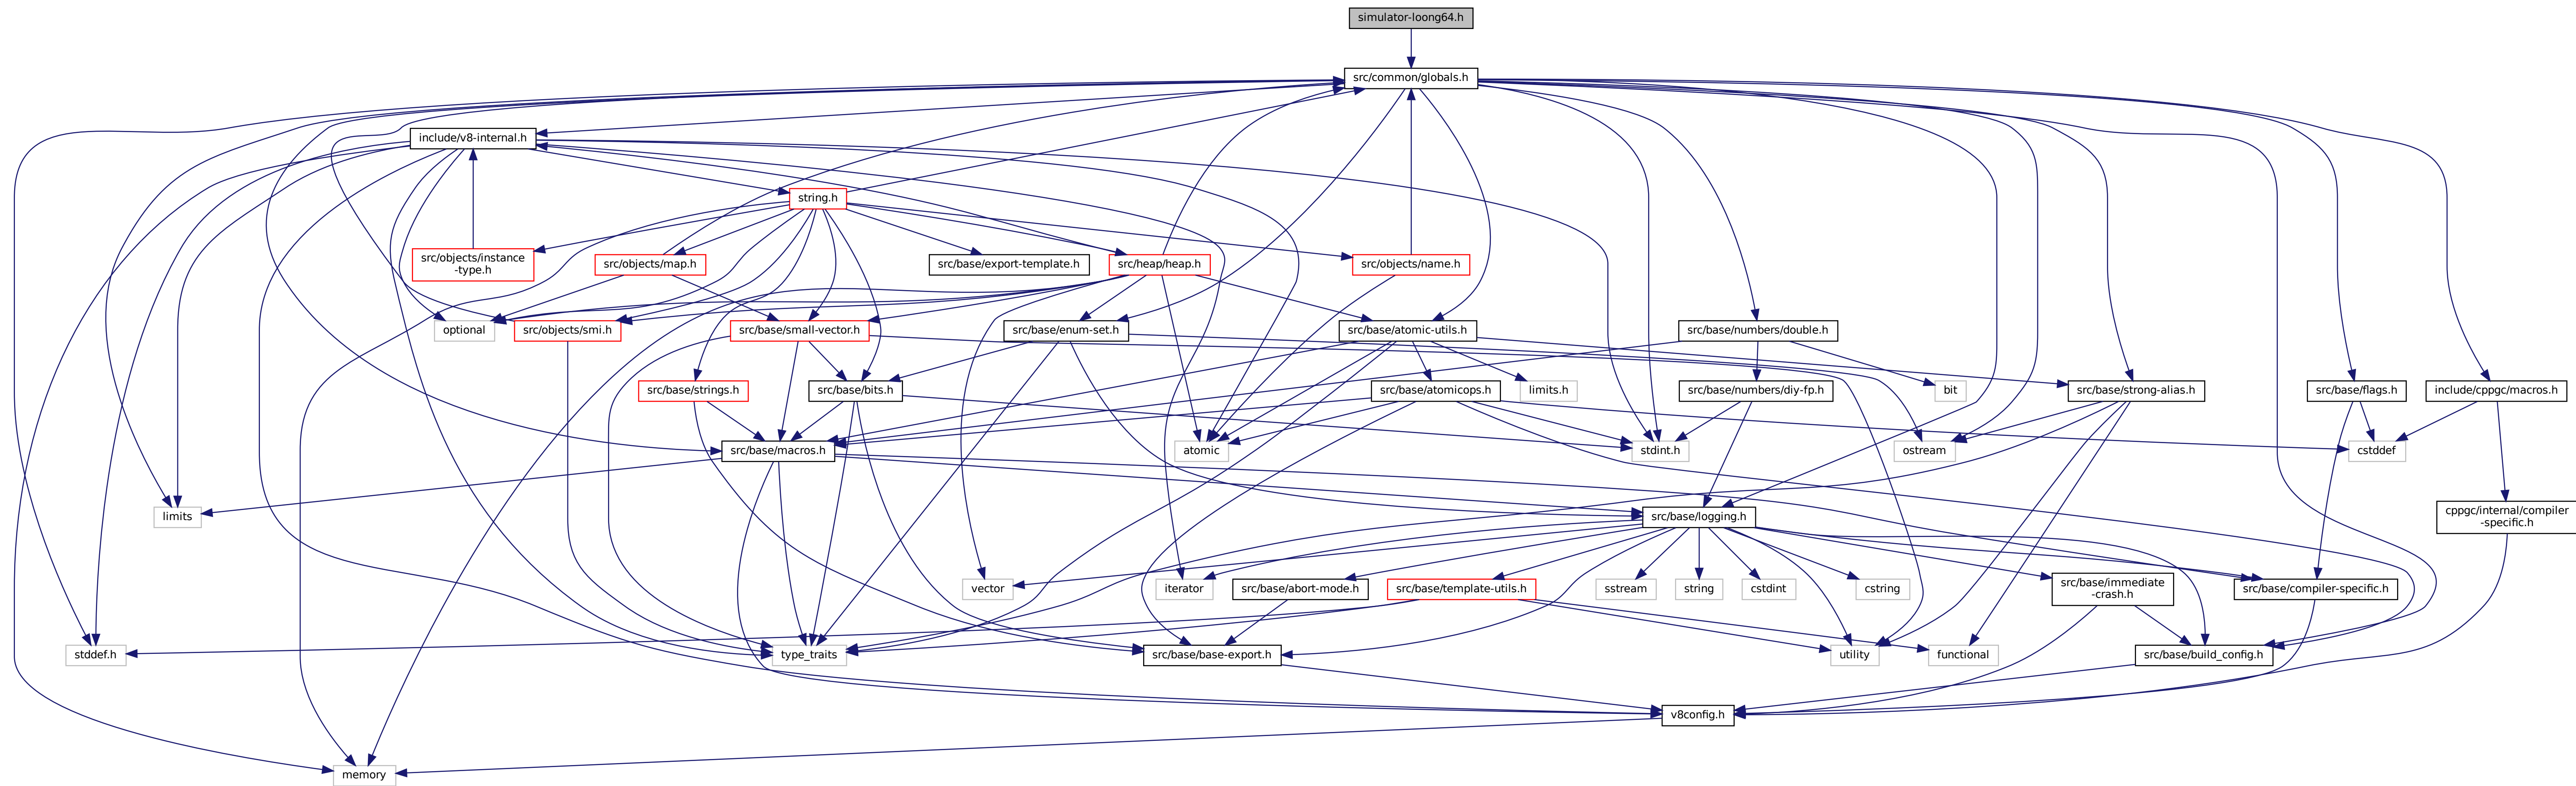 simulator-loong64.h
src/common/globals.h
include/v8-internal.h
string.h
src/objects/instance
-type.h
src/objects/map.h
src/base/export-template.h
src/heap/heap.h
src/objects/name.h
optional
src/objects/smi.h
src/base/small-vector.h
src/base/enum-set.h
src/base/atomic-utils.h
src/base/numbers/double.h
src/base/strings.h
src/base/bits.h
src/base/atomicops.h
limits.h
src/base/numbers/diy-fp.h
bit
src/base/strong-alias.h
src/base/flags.h
include/cppgc/macros.h
src/base/macros.h
atomic
stdint.h
ostream
cstddef
limits
src/base/logging.h
cppgc/internal/compiler
-specific.h
vector
iterator
src/base/abort-mode.h
src/base/template-utils.h
sstream
string
cstdint
cstring
src/base/immediate
-crash.h
src/base/compiler-specific.h
stddef.h
type_traits
src/base/base-export.h
utility
functional
src/base/build_config.h
v8config.h
memory